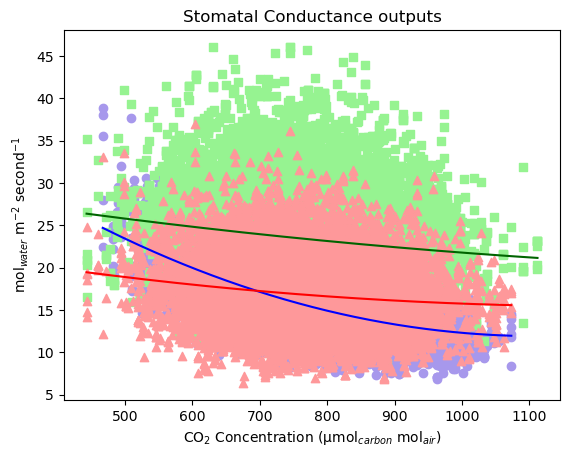 Stomatal Conductance outputs
mol_water m⁻² second⁻¹
45
40
35
30
25
20
15
10
5
500 600 700 800 900 1000 1100
CO₂ Concentration (μmol_carbon mol_air)